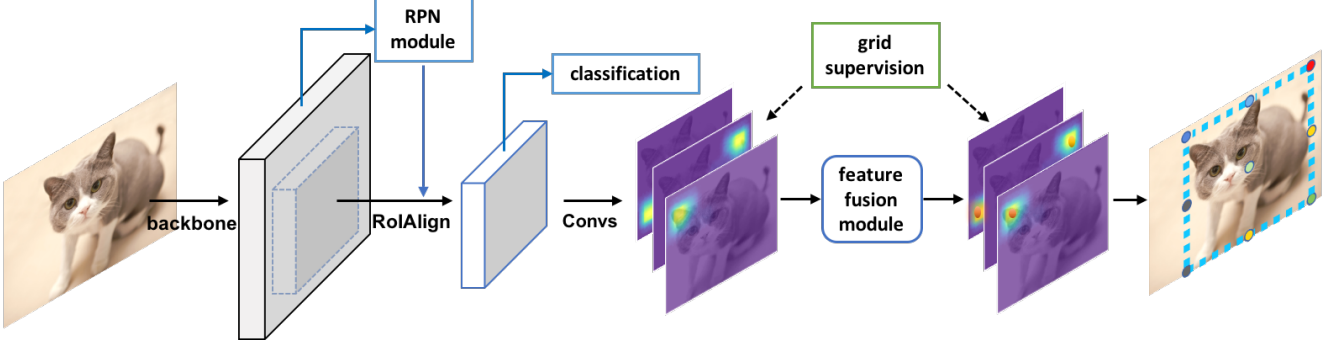 RPN
module
classification
grid
supervision
backbone
RoIAlign
Convs
feature
fusion
module